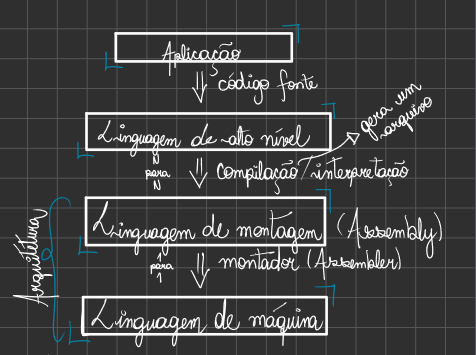 Aplicação
código fonte
gera um
arquivo
Linguagem de alto nível
N
para
N
compilação/interpretação
Arquitetura
Linguagem de montagem (Assembly)
1
para
1
montador (Assembler)
Linguagem de máquina